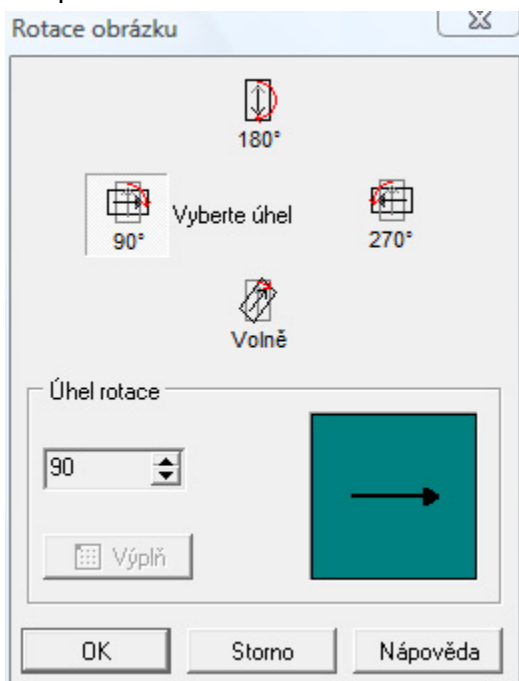 Rotace obrázku
180°
90°
Vyberte úhel
270°
Volně
Úhel rotace
90
Výplň
OK
Storno
Nápověda